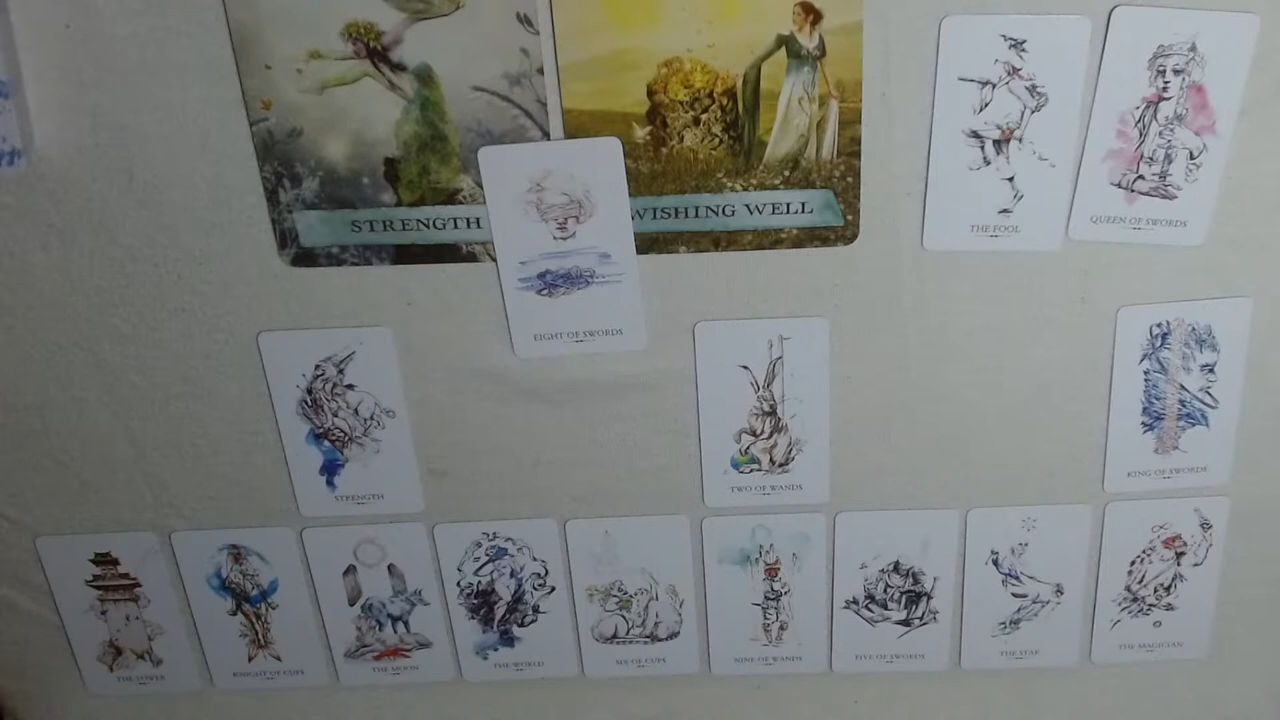 STRENGTH
WISHING WELL
THE FOOL
QUEEN OF SWORDS
EIGHT OF SWORDS
STRENGTH
TWO OF WANDS
KING OF SWORDS
THE TOWER
KNIGHT OF CUPS
THE MOON
THE WORLD
SIX OF CUPS
NINE OF WANDS
FIVE OF SWORDS
THE STAR
THE MAGICIAN